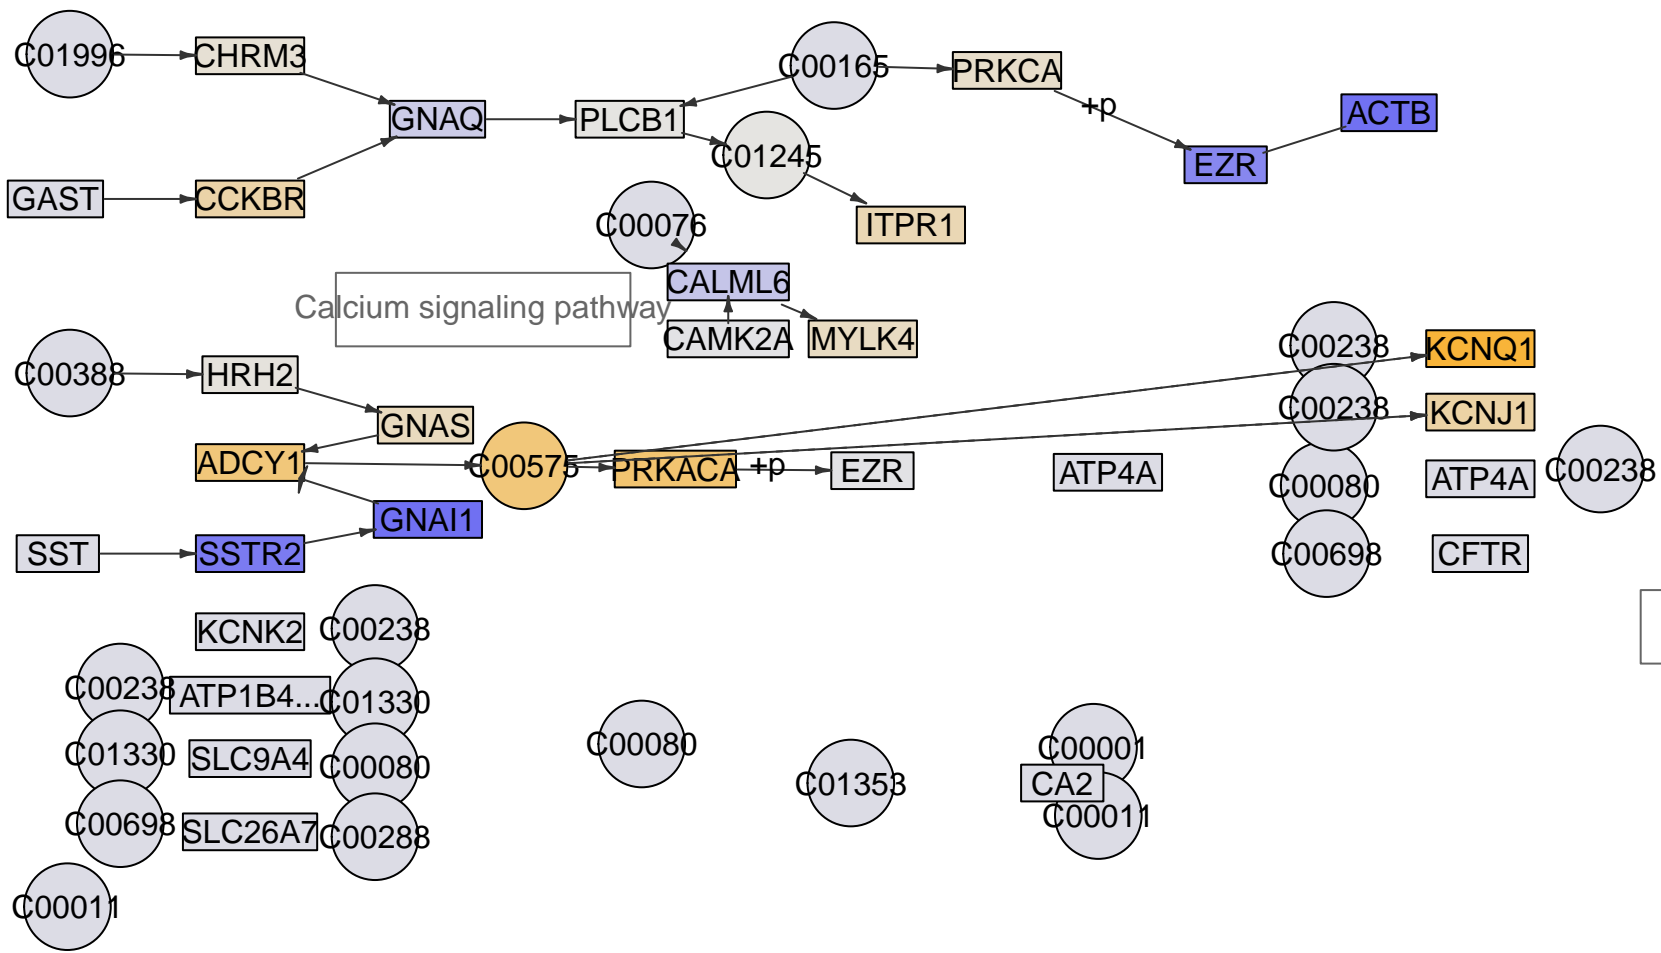 C01996
CHRM3
C00165
PRKCA
+p
ACTB
GNAQ
PLCB1
C01245
EZR
GAST
CCKBR
C00076
ITPR1
CALML6
Calcium signaling pathway
CAMK2A
MYLK4
C00238
KCNQ1
C00388
HRH2
C00238
KCNJ1
GNAS
ADCY1
C00575
PRKACA
+p
EZR
ATP4A
C00080
ATP4A
C00238
GNAI1
SST
SSTR2
C00698
CFTR
KCNK2
C00238
C00238
ATP1B4...
C01330
C01330
SLC9A4
C00080
C00080
C01353
C00001
CA2
C00011
C00698
SLC26A7
C00288
C00011